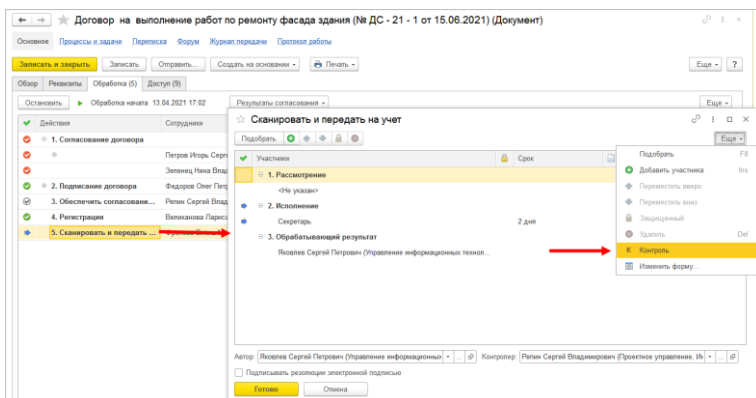 Договор на выполнение работ по ремонту фасада здания (№ ДС - 21 - 1 от 15.06.2021) (Документ)
Основное Процессы и задачи Переписка Форум Журнал передачи Протокол работы
Записать и закрыть Записать Отправить... Создать на основании Печать Еще ?
Обзор Реквизиты Обработка (5) Доступ (9)
Остановить Обработка начата 13.04.2021 17:02 Результаты согласования Еще
Действия Сотрудники
1. Согласование договора
Петров Игорь Серг
Зеленец Нина Влад
2. Подписание договора Федоров Олег Пет
3. Обеспечить согласовани... Репин Сергей Влад
4. Регистрация Великанова Лариса
5. Сканировать и передать ...
Сканировать и передать на учет
Подобрать Еще
Участники Срок
1. Рассмотрение
<Не указан>
2. Исполнение
Секретарь 2 дня
3. Обрабатывающий результат
Яковлев Сергей Петрович (Управление информационных технол...
Подобрать F8
Добавить участника Ins
Переместить вверх
Переместить вниз
Защищенный
Удалить Del
К Контроль
Изменить форму...
Автор: Яковлев Сергей Петрович (Управление информационных Контролер: Репин Сергей Владимирович (Проектное управление, И
Подписывать резолюции электронной подписью
Готово Отмена